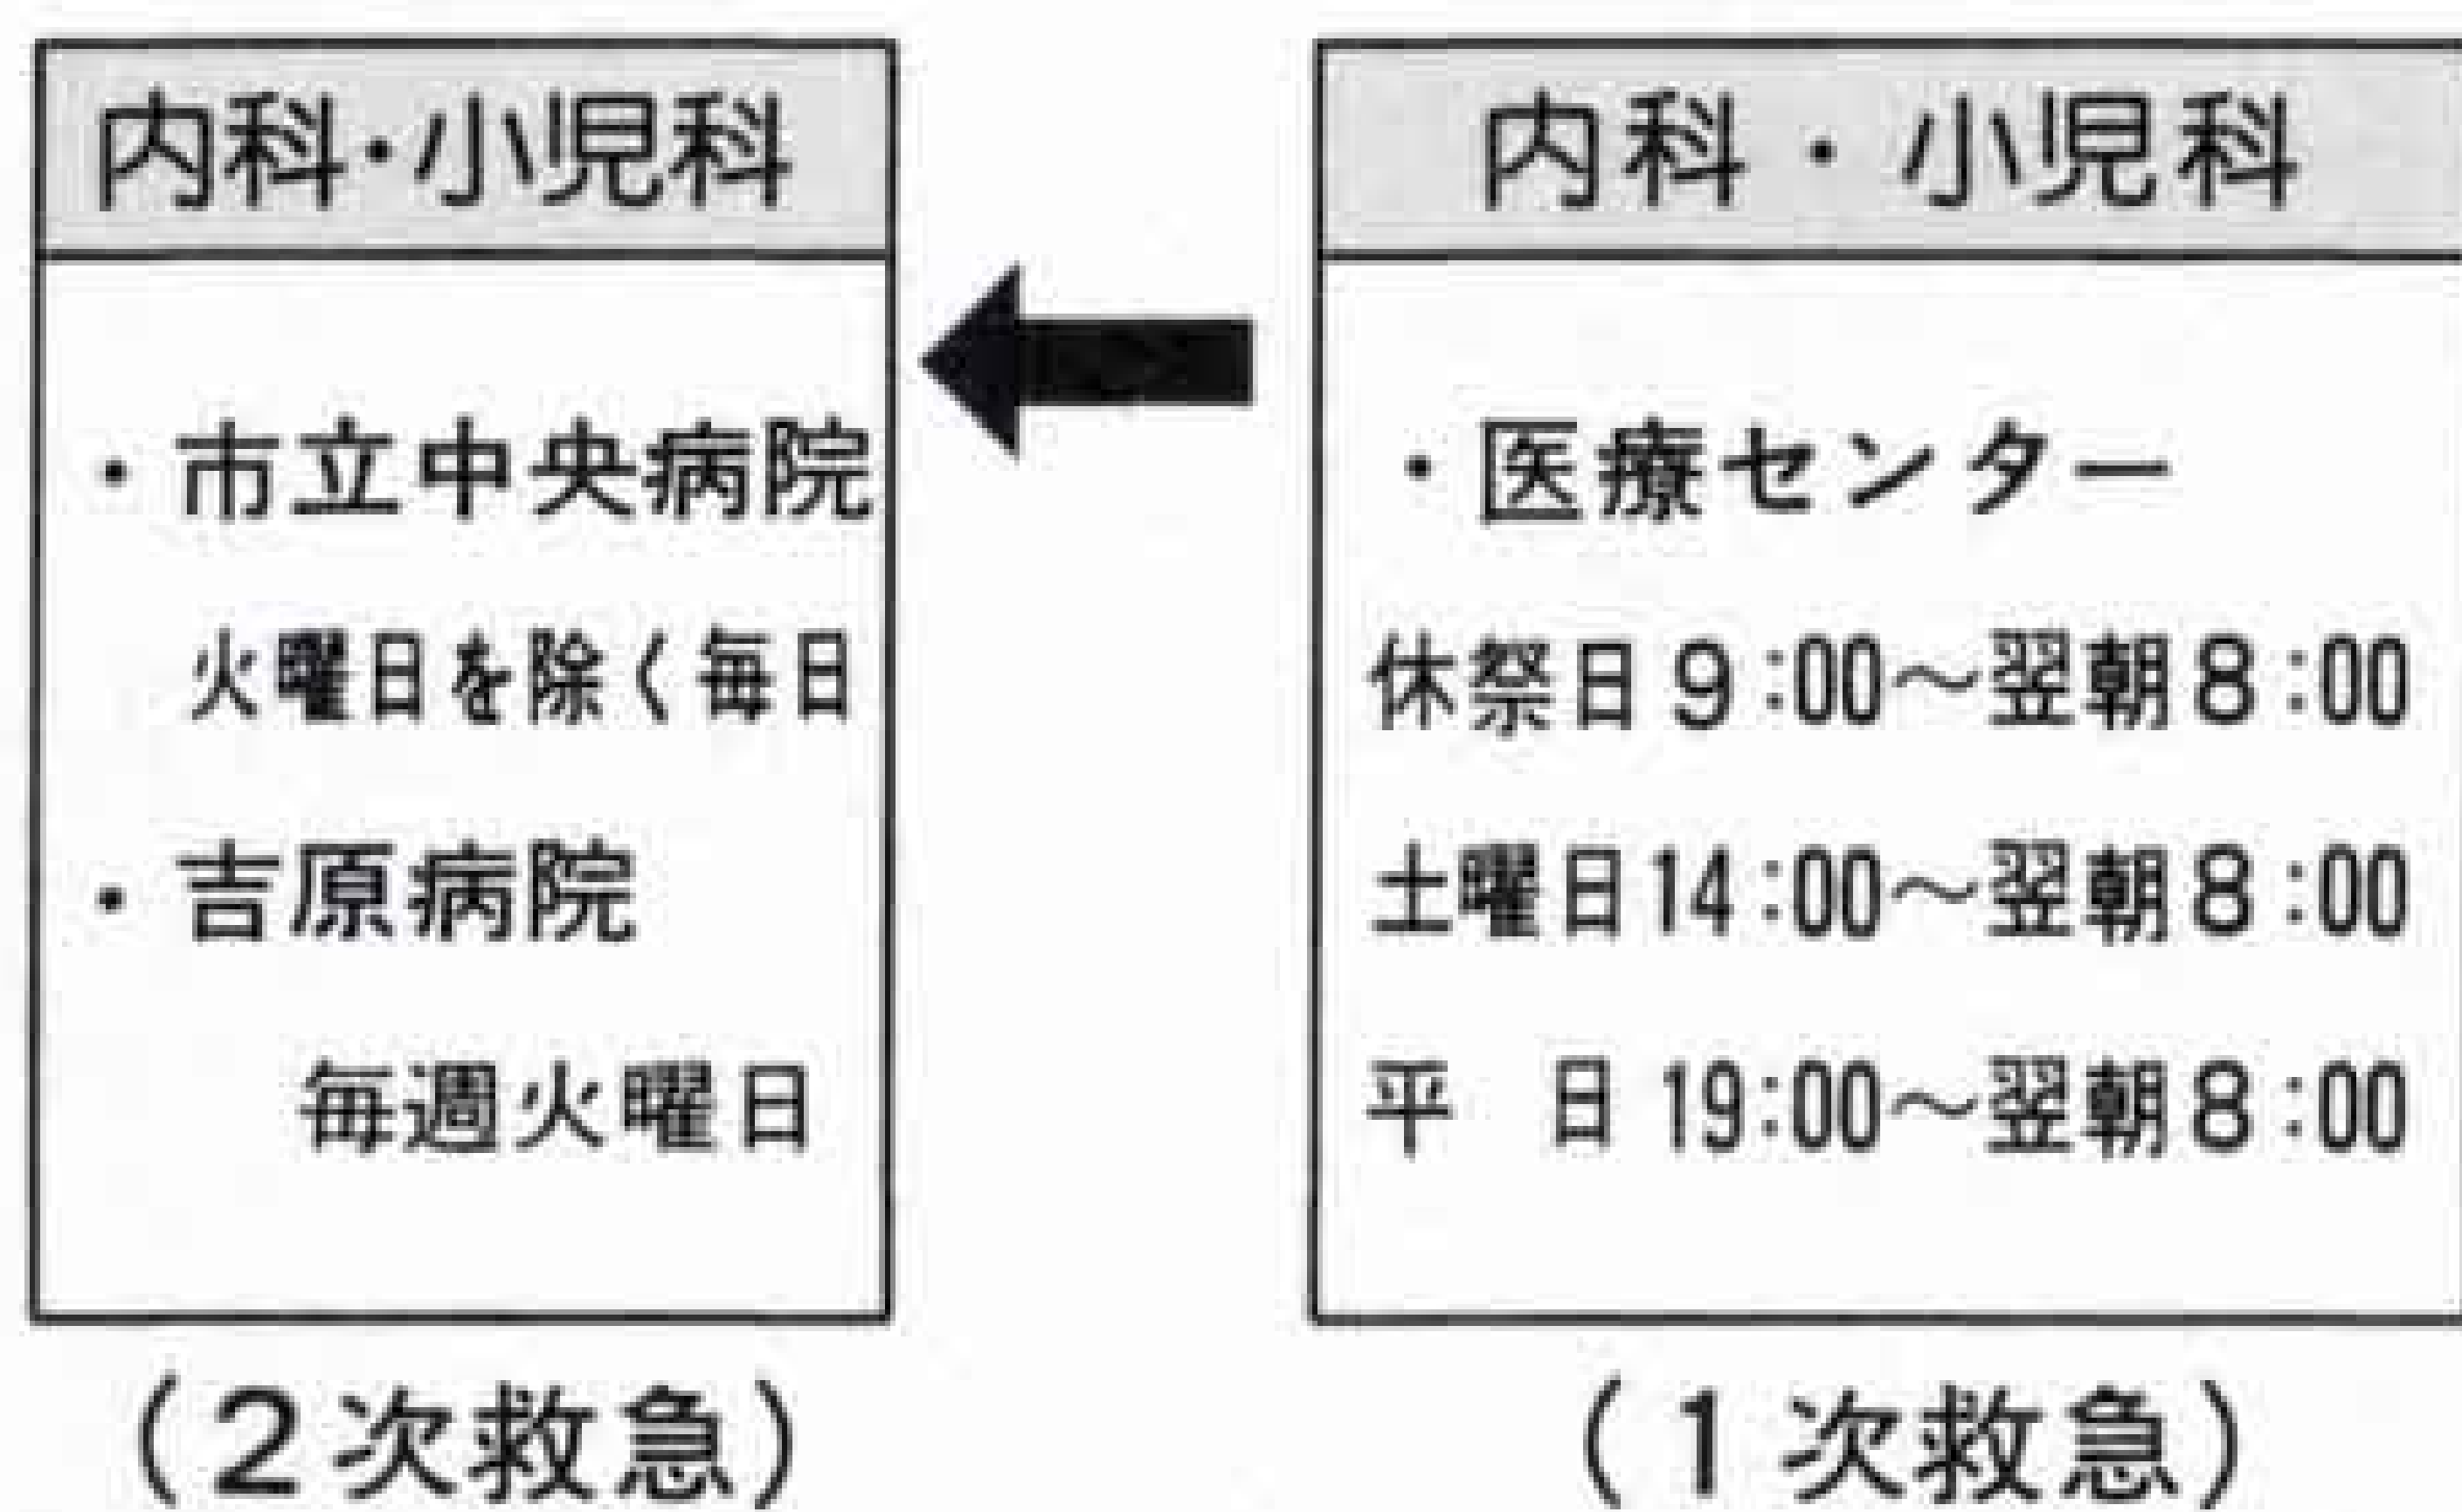 内科・小児科
・市立中央病院
火曜日を除く毎日
・吉原病院
毎週火曜日
（2次救急）
内科・小児科
・医療センター
休祭日9:00～翌朝8:00
土曜日14:00～翌朝8:00
平　日19:00～翌朝8:00
（1次救急）